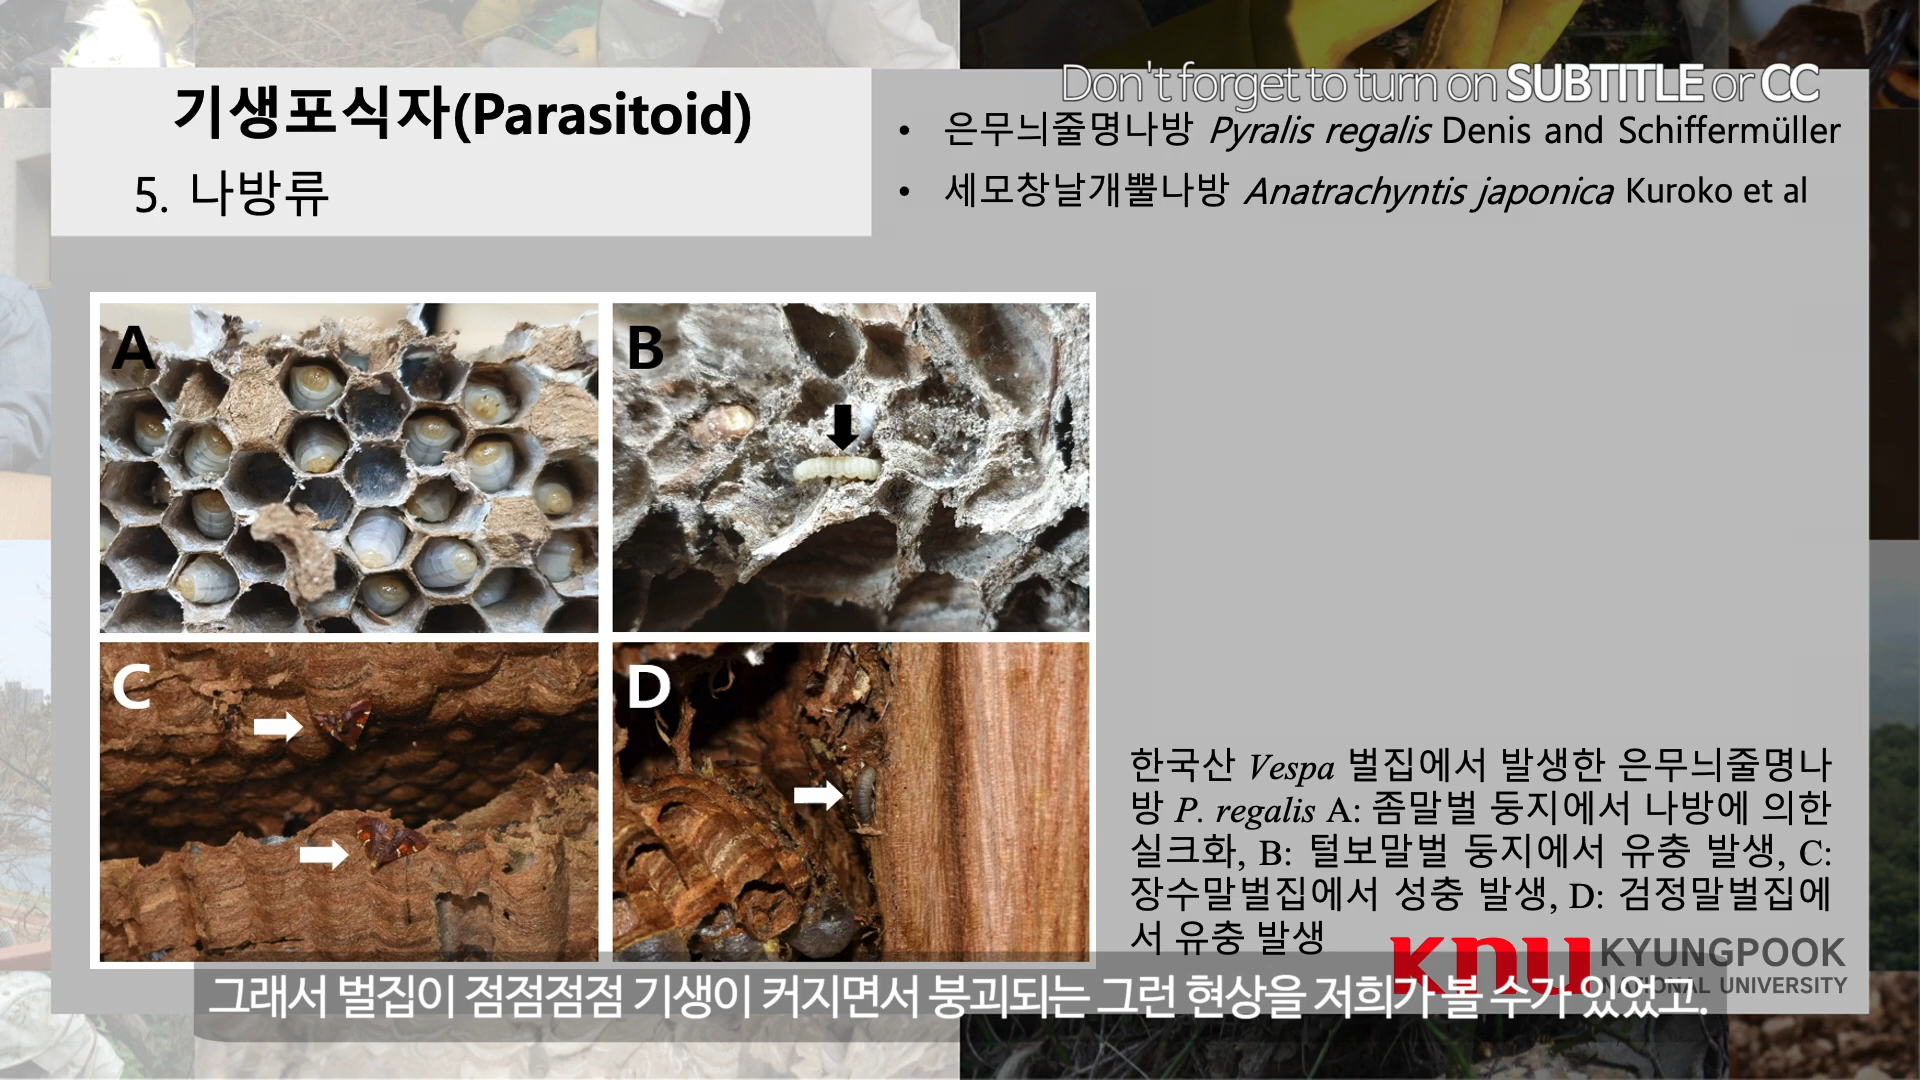 Don't forget to turn on SUBTITLE or CC
기생포식자(Parasitoid)
5. 나방류
• 은무늬줄명나방 Pyralis regalis Denis and Schiffermüller
• 세모창날개뿔나방 Anatrachyntis japonica Kuroko et al
A
B
C
D
한국산 Vespa 벌집에서 발생한 은무늬줄명나
방 P. regalis A: 좀말벌 둥지에서 나방에 의한
실크화, B: 털보말벌 둥지에서 유충 발생, C:
장수말벌집에서 성충 발생, D: 검정말벌집에
서 유충 발생
knu KYUNGPOOK
NATIONAL UNIVERSITY
그래서 벌집이 점점점점 기생이 커지면서 붕괴되는 그런 현상을 저희가 볼 수가 있었고.